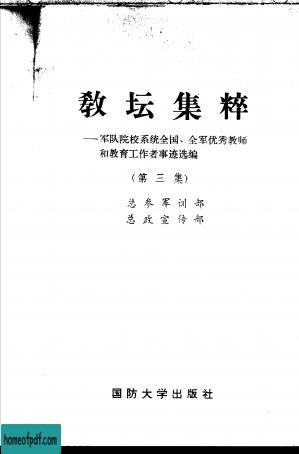 教坛集粹
——军队院校系统全国、全军优秀教师
和教育工作者事迹选编
(第三集)
总参军训部
总政宣传部
国防大学出版社
homeofpdf.com